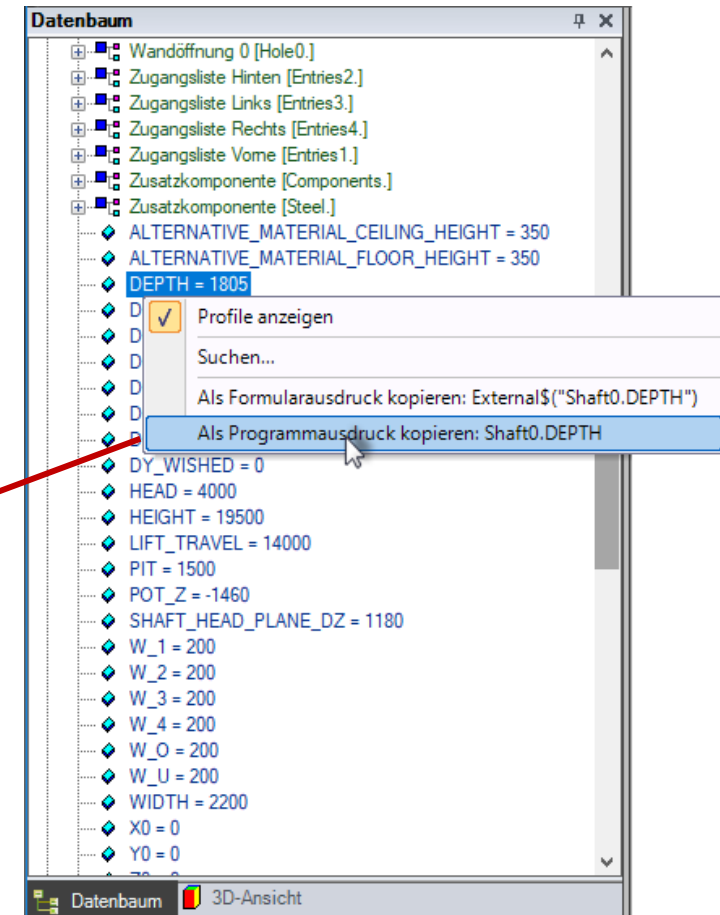 Datenbaum
Wandöffnung 0 [Hole0.]
Zugangsliste Hinten [Entries2.]
Zugangsliste Links [Entries3.]
Zugangsliste Rechts [Entries4.]
Zugangsliste Vorne [Entries1.]
Zusatzkomponente [Components.]
Zusatzkomponente [Steel.]
ALTERNATIVE_MATERIAL_CEILING_HEIGHT = 350
ALTERNATIVE_MATERIAL_FLOOR_HEIGHT = 350
DEPTH = 1805
D
Profile anzeigen
D
D
Suchen...
D
D
Als Formularausdruck kopieren: External$("Shaft0.DEPTH")
D
Als Programmausdruck kopieren: Shaft0.DEPTH
DY_WISHED = 0
HEAD = 4000
HEIGHT = 19500
LIFT_TRAVEL = 14000
PIT = 1500
POT_Z = -1460
SHAFT_HEAD_PLANE_DZ = 1180
W_1 = 200
W_2 = 200
W_3 = 200
W_4 = 200
W_O = 200
W_U = 200
WIDTH = 2200
X0 = 0
Y0 = 0
Datenbaum
3D-Ansicht